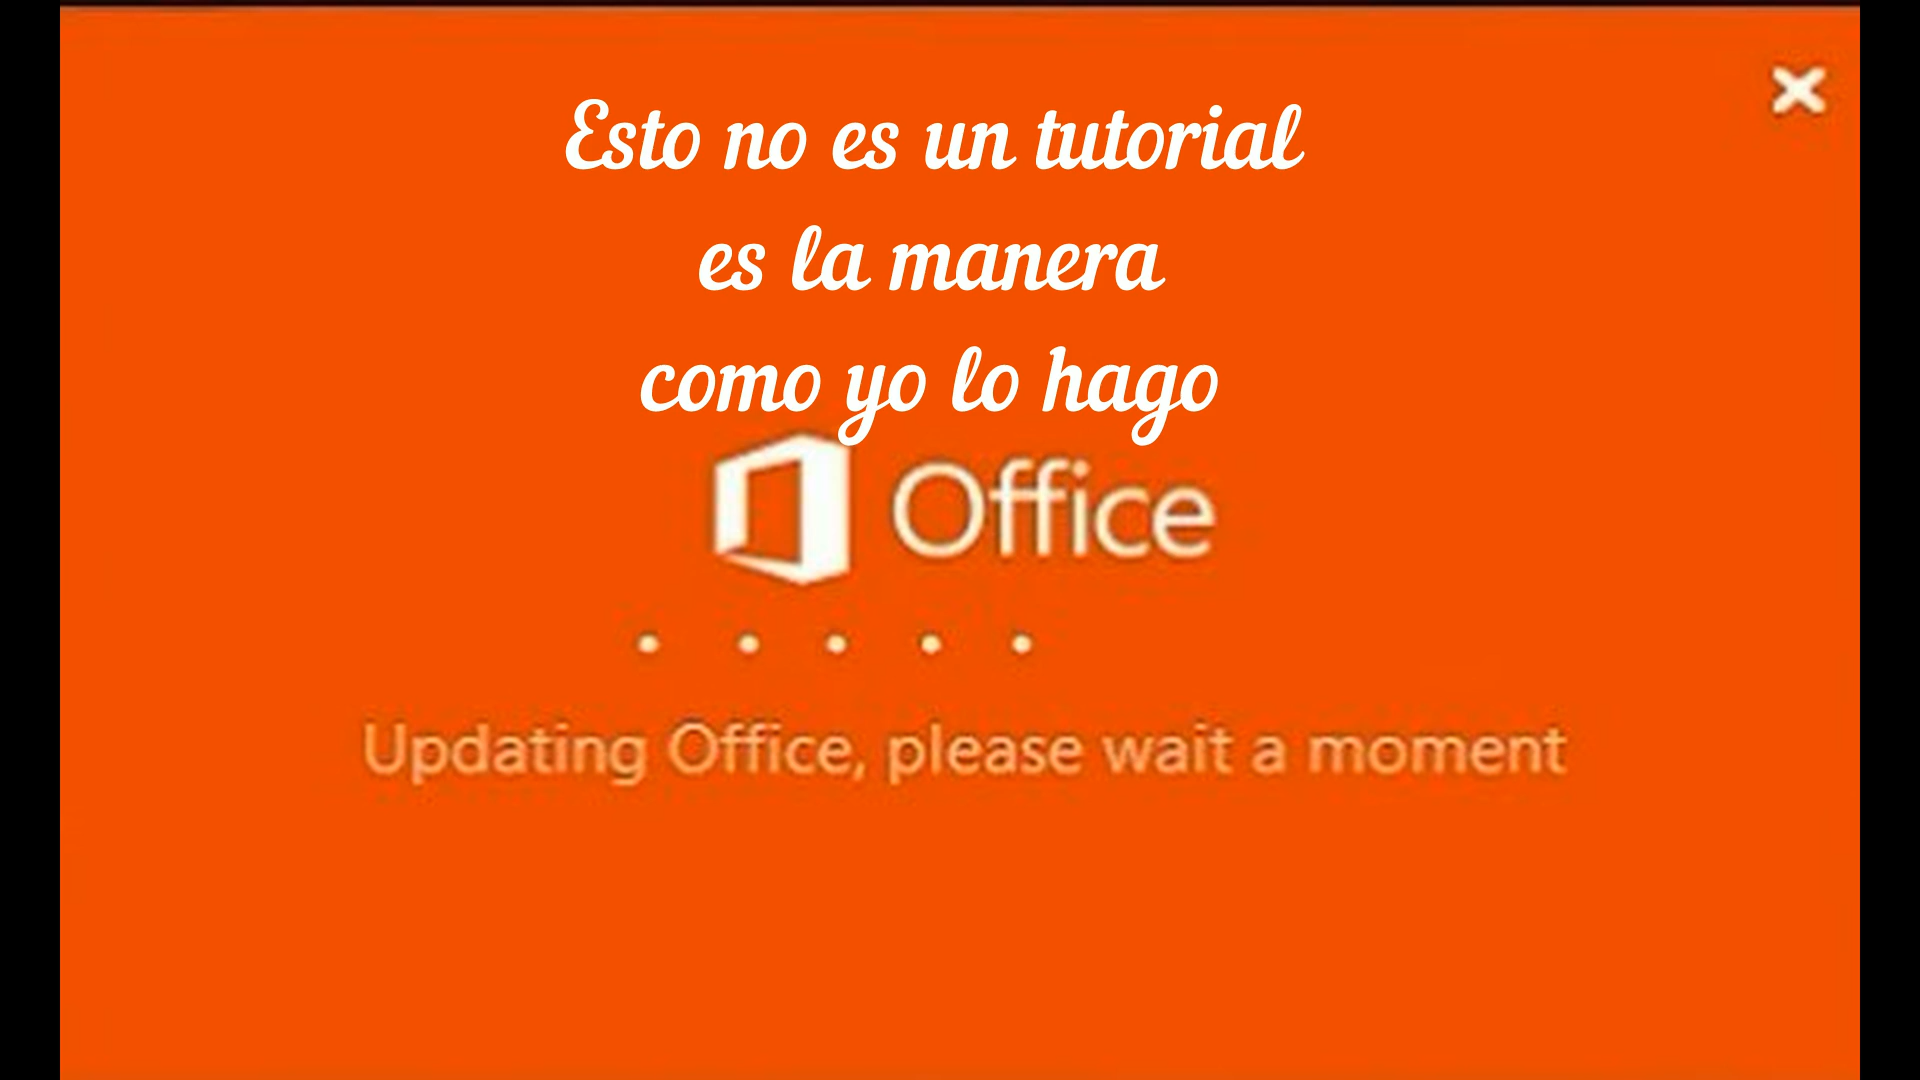 Esto no es un tutorial
es la manera
como yo lo hago
Office
Updating Office, please wait a moment